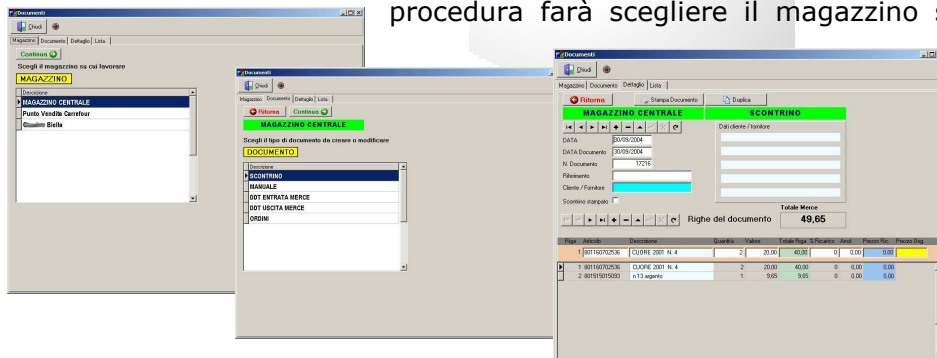 procedura farà scegliere il magazzino s
Documenti
Chiudi
Magazzino Documento Dettaglio Lista
Continua
Scegli il magazzino su cui lavorare
MAGAZZINO
Descrizione
MAGAZZINO CENTRALE
Punto Vendita Carrefour
Biella
Documenti
Chiudi
Magazzino Documento Dettaglio Lista
Ritorna Continua
MAGAZZINO CENTRALE
Scegli il tipo di documento da creare o modificare
DOCUMENTO
Descrizione
SCONTRINO
MANUALE
DDT ENTRATA MERCE
DDT USCITA MERCE
ORDINI
Documenti
Chiudi
Magazzino Documento Dettaglio Lista
Ritorna Stampa Documento Duplica
MAGAZZINO CENTRALE SCONTRINO
Dati cliente / fornitore
DATA 30/09/2004
DATA Documento 30/09/2004
N. Documento 17216
Riferimento
Cliente / Fornitore
Scontrino stampato
Totale Merce
Righe del documento 49,65
Riga Articolo Descrizione Quantità Valore Totale Riga % Ricarico Arrot. Prezzo Ric. Prezzo Orig.
1 801160702536 CUORE 2001 N. 4 2 20,00 40,00 0 0,00 0,00
1 801160702536 CUORE 2001 N. 4 2 20,00 40,00 0 0,00 0,00
2 801515015093 n.13 argento 1 9,65 9,65 0 0,00 0,00